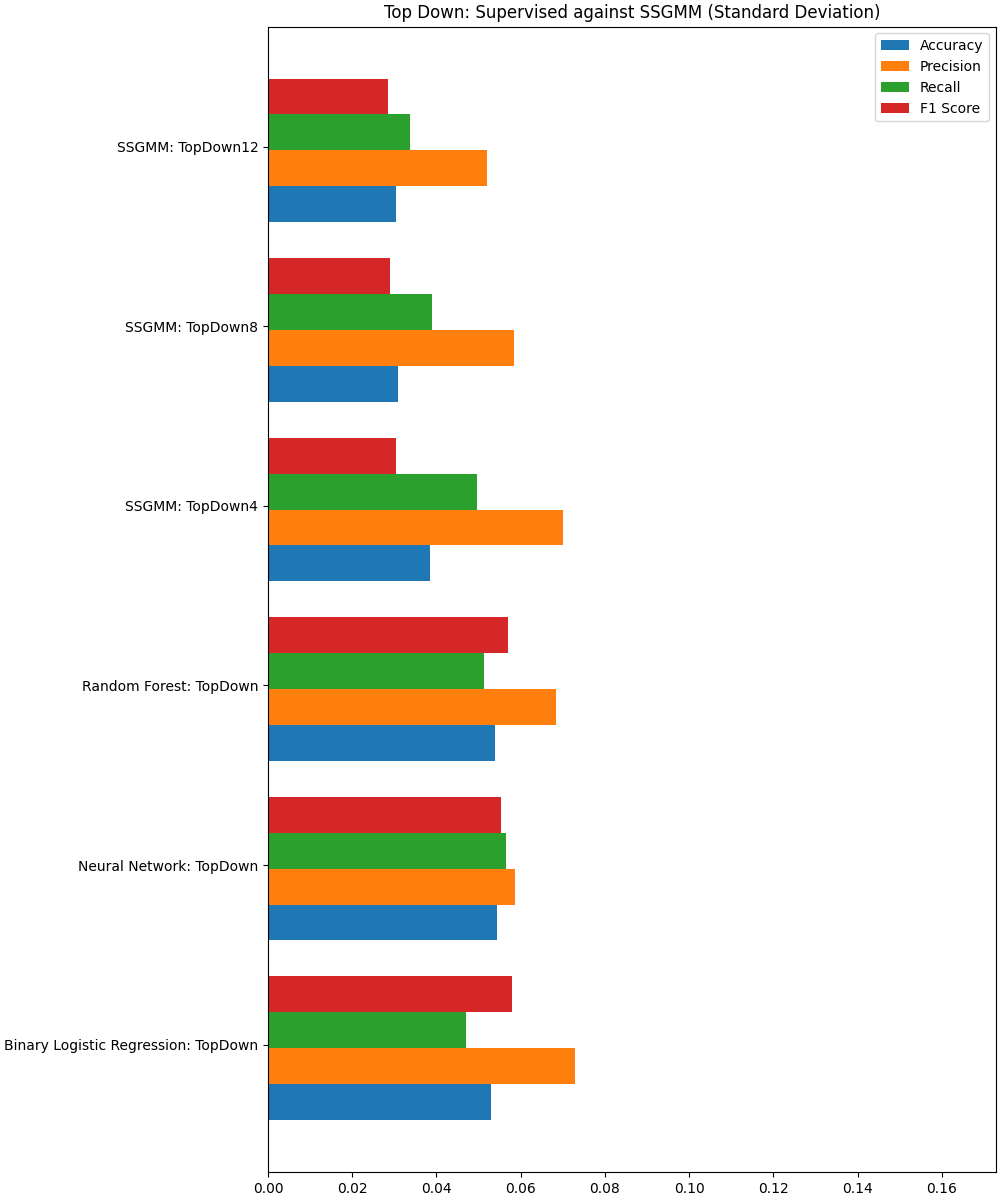 Top Down: Supervised against SSGMM (Standard Deviation)
Accuracy
Precision
Recall
F1 Score
SSGMM: TopDown12
SSGMM: TopDown8
SSGMM: TopDown4
Random Forest: TopDown
Neural Network: TopDown
Binary Logistic Regression: TopDown
0.00 0.02 0.04 0.06 0.08 0.10 0.12 0.14 0.16